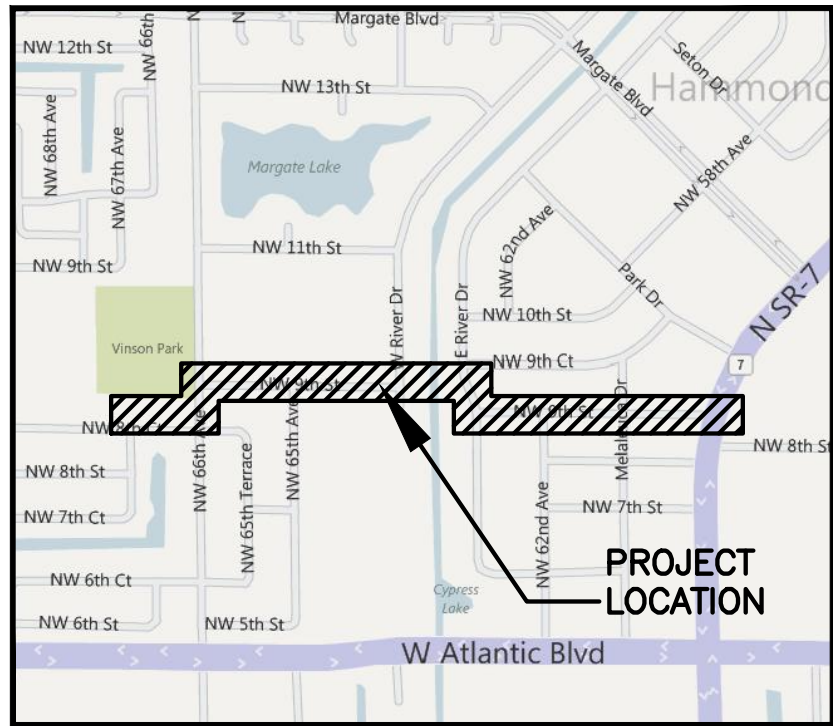 Margate Blvd
NW 12th St
NW 66th
N
N
Seton Dr
Margate Blvd
Hammond
NW 13th St
NW 68th Ave
NW 67th Ave
Margate Lake
NW 58th Ave
NW 11th St
NW 62nd Ave
NW 9th St
Park Dr
W River Dr
E River Dr
N SR-7
NW 10th St
Vinson Park
NW 9th Ct
7
NW 9th St
Melaleuca Dr
NW 8th Ct
NW 66th Ave
NW 65th Ave
NW 8th St
NW 8th St
NW 65th Terrace
NW 62nd Ave
NW 7th St
NW 7th Ct
PROJECT
LOCATION
NW 6th Ct
Cypress
Lake
NW 6th St
NW 5th St
W Atlantic Blvd